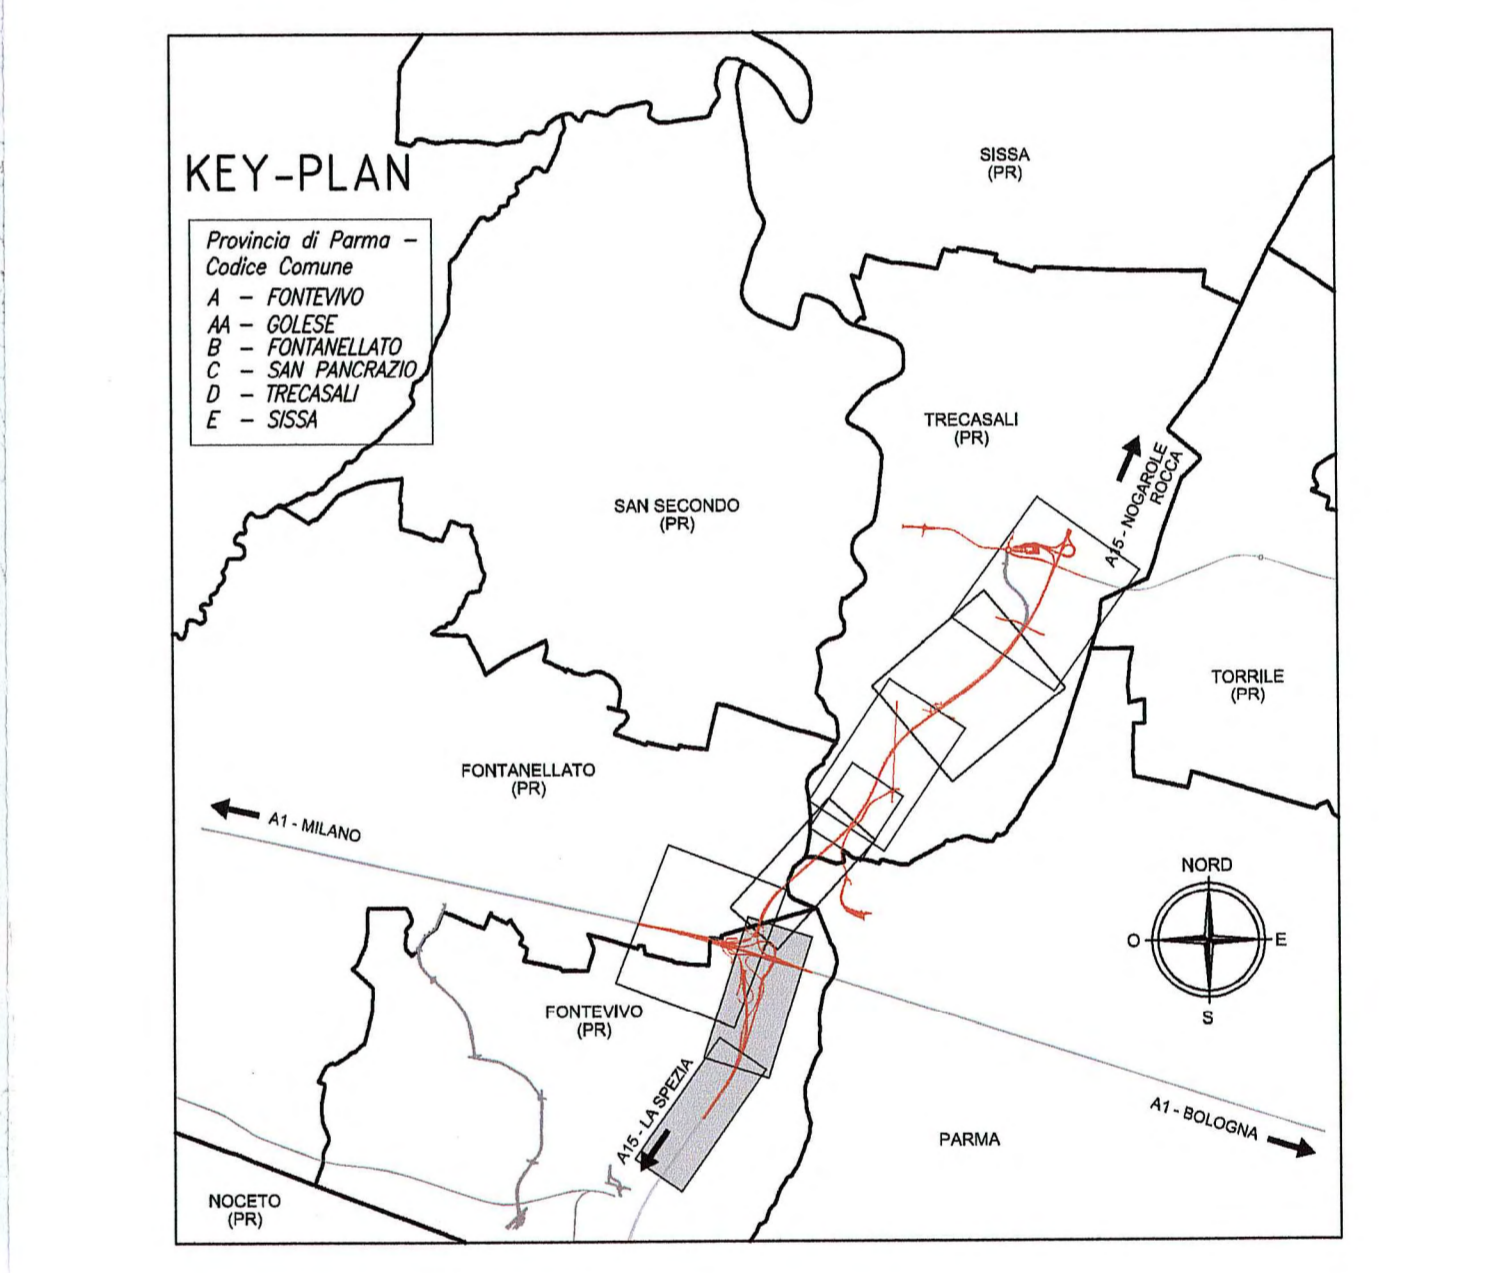 KEY-PLAN
Provincia di Parma –
Codice Comune
A – FONTEVIVO
AA – GOLESE
B – FONTANELLATO
C – SAN PANCRAZIO
D – TRECASALI
E – SISSA
SISSA
(PR)
TRECASALI
(PR)
A15 - NOGAROLE
ROCCA
SAN SECONDO
(PR)
TORRILE
(PR)
FONTANELLATO
(PR)
A1 - MILANO
NORD
O
E
S
FONTEVIVO
(PR)
A15 - LA SPEZIA
A1 - BOLOGNA
PARMA
NOCETO
(PR)